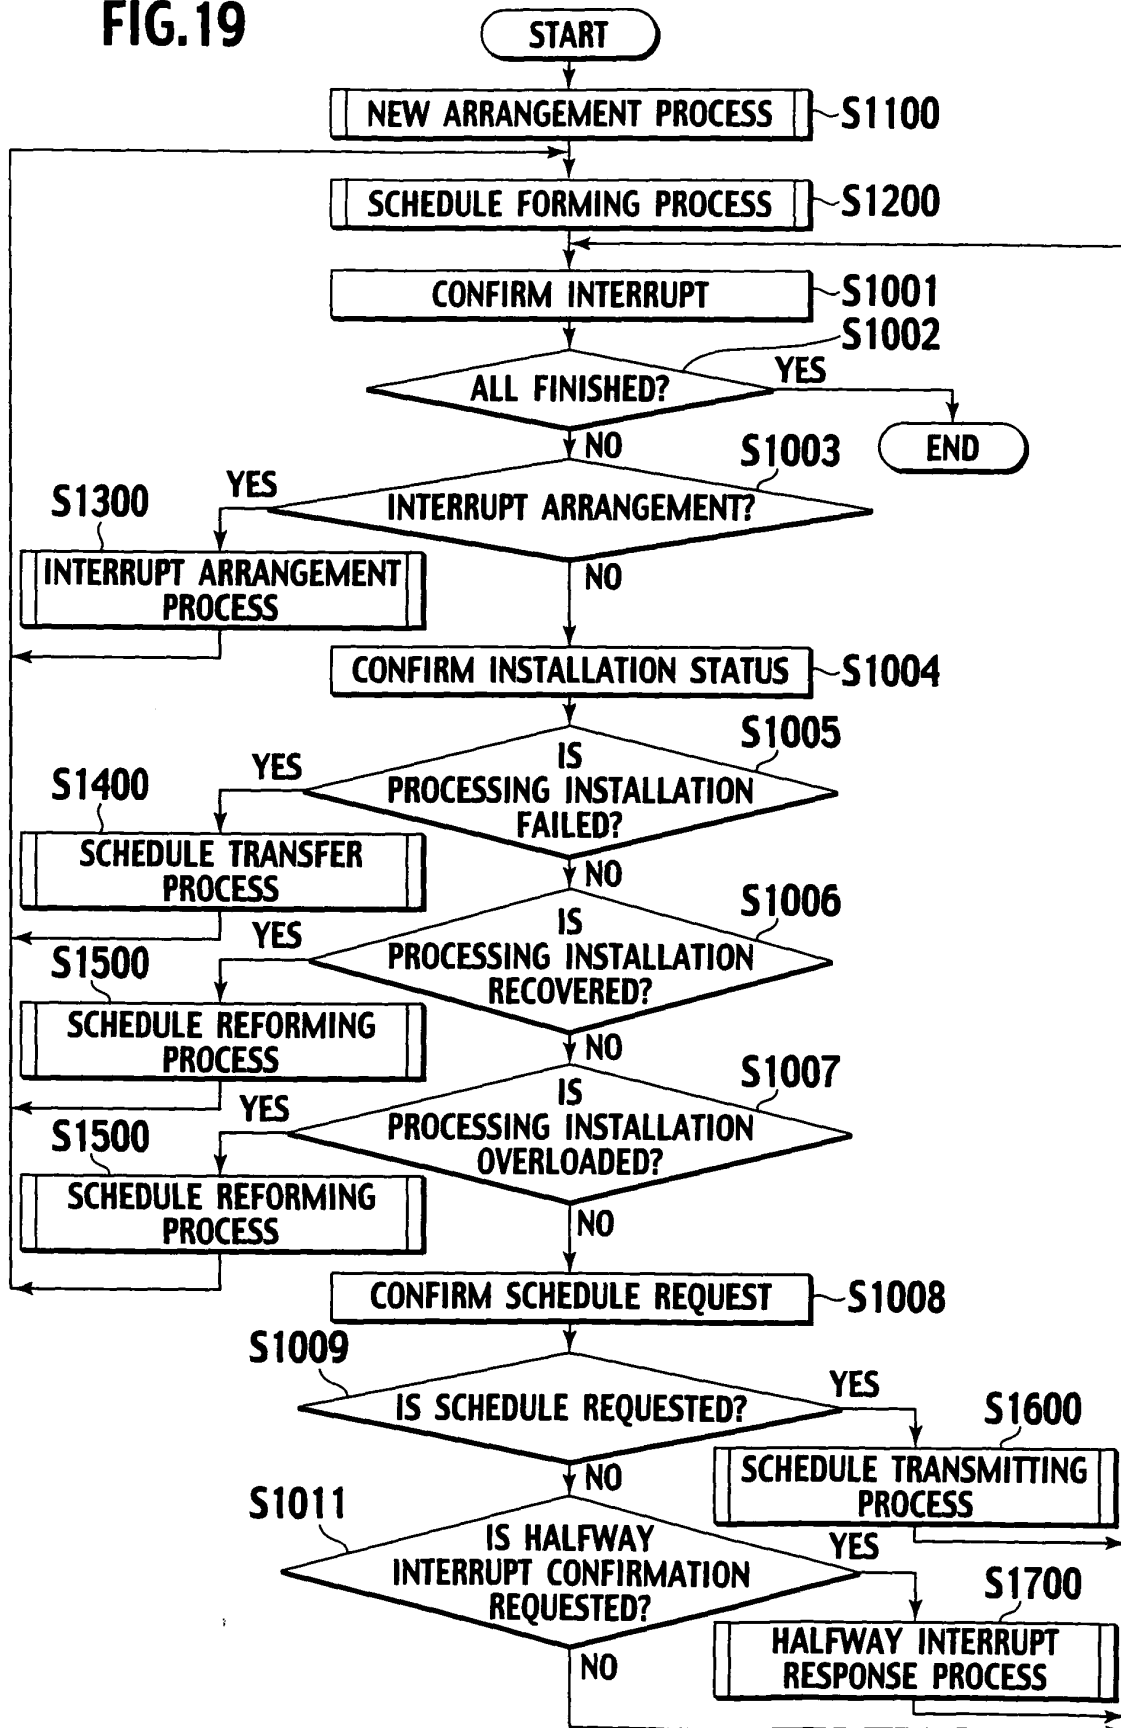 FIG.19
START
NEW ARRANGEMENT PROCESS
S1100
SCHEDULE FORMING PROCESS
S1200
CONFIRM INTERRUPT
S1001
S1002
ALL FINISHED?
YES
END
NO
S1003
INTERRUPT ARRANGEMENT?
YES
S1300
INTERRUPT ARRANGEMENT
PROCESS
NO
CONFIRM INSTALLATION STATUS
S1004
S1005
IS
PROCESSING INSTALLATION
FAILED?
YES
S1400
SCHEDULE TRANSFER
PROCESS
NO
S1006
IS
PROCESSING INSTALLATION
RECOVERED?
YES
S1500
SCHEDULE REFORMING
PROCESS
NO
S1007
IS
PROCESSING INSTALLATION
OVERLOADED?
YES
S1500
SCHEDULE REFORMING
PROCESS
NO
CONFIRM SCHEDULE REQUEST
S1008
S1009
IS SCHEDULE REQUESTED?
YES
S1600
SCHEDULE TRANSMITTING
PROCESS
NO
S1011
IS HALFWAY
INTERRUPT CONFIRMATION
REQUESTED?
YES
S1700
HALFWAY INTERRUPT
RESPONSE PROCESS
NO